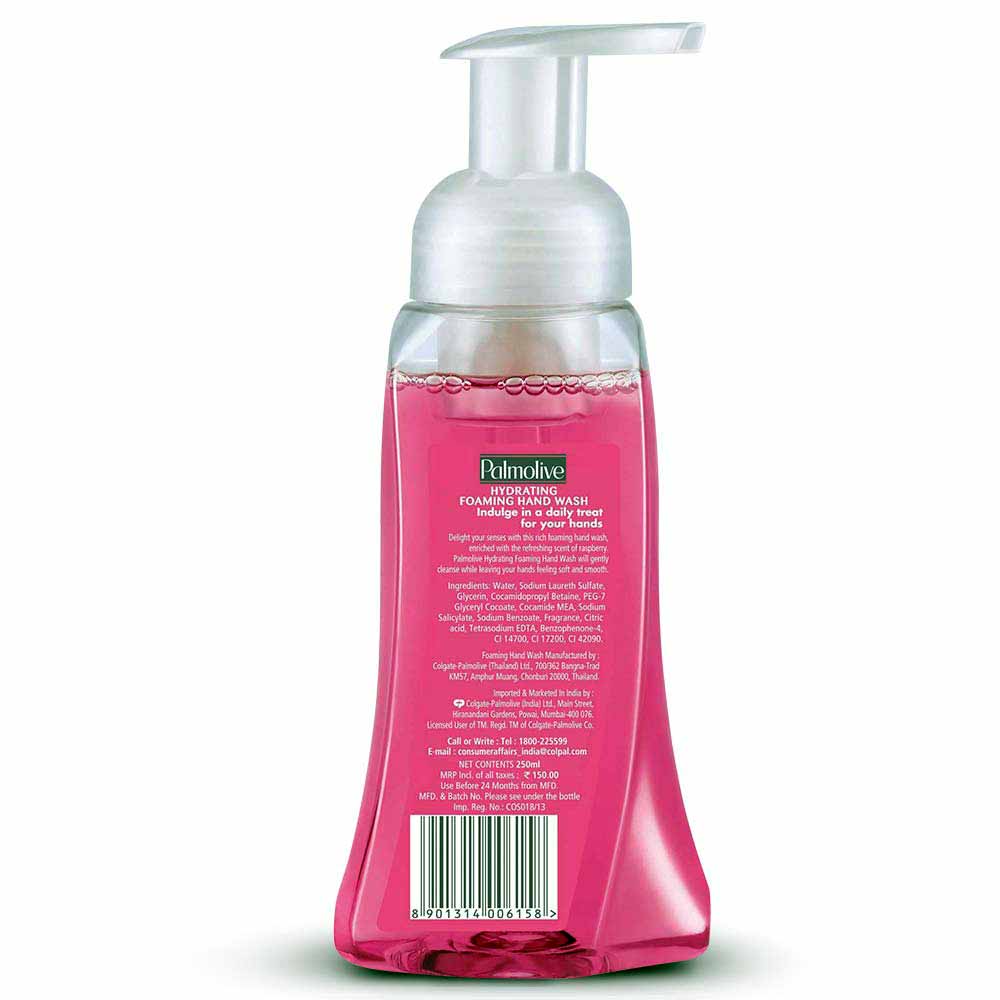 Palmolive
HYDRATING
FOAMING HAND WASH
Indulge in a daily treat
for your hands
Delight your senses with this rich foaming hand wash,
enriched with the refreshing scent of raspberry.
Palmolive Hydrating Foaming Hand Wash will gently
cleanse while leaving your hands feeling soft and smooth.
Ingredients: Water, Sodium Laureth Sulfate,
Glycerin, Cocamidopropyl Betaine, PEG-7
Glyceryl Cocoate, Cocamide MEA, Sodium
Salicylate, Sodium Benzoate, Fragrance, Citric
acid, Tetrasodium EDTA, Benzophenone-4,
CI 14700, CI 17200, CI 42090.
Foaming Hand Wash Manufactured by :
Colgate-Palmolive (Thailand) Ltd., 700/362 Bangna-Trad
KM57, Amphur Muang, Chonburi 20000, Thailand.
Imported & Marketed In India by :
Colgate-Palmolive (India) Ltd., Main Street,
Hiranandani Gardens, Powai, Mumbai-400 076.
Licensed User of TM. Regd. TM of Colgate-Palmolive Co.
Call or Write : Tel : 1800-225599
E-mail : consumeraffairs_india@colpal.com
NET CONTENTS 250ml
MRP Incl. of all taxes : ₹ 150.00
Use Before 24 Months from MFD.
MFD. & Batch No. Please see under the bottle
Imp. Reg. No.: COS018/13
8 901314 006158 >